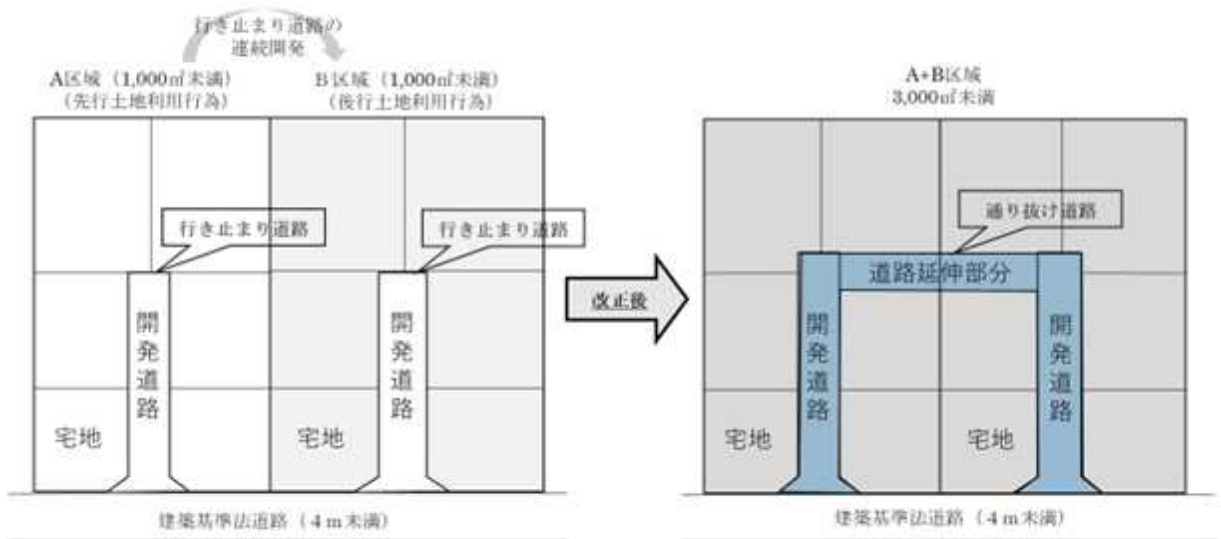 行き止まり道路の
連続開発
A区域（1,000㎡未満）
（先行土地利用行為）
B区域（1,000㎡未満）
（後行土地利用行為）
行き止まり道路
行き止まり道路
開発道路
開発道路
宅地
宅地
建築基準法道路（4m未満）
改正後
A+B区域
3,000㎡未満
通り抜け道路
道路延伸部分
開発道路
開発道路
宅地
宅地
建築基準法道路（4m未満）